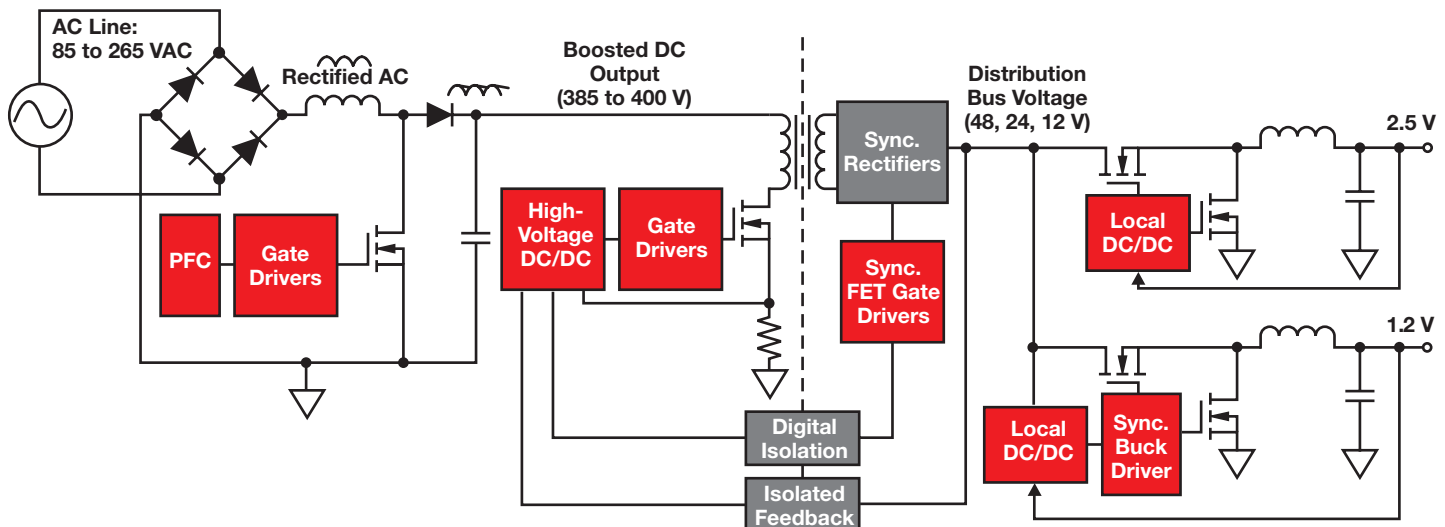 AC Line:
85 to 265 VAC
Rectified AC
Boosted DC
Output
(385 to 400 V)
Distribution
Bus Voltage
(48, 24, 12 V)
2.5 V
Sync.
Rectifiers
PFC
Gate
Drivers
High-
Voltage
DC/DC
Gate
Drivers
Sync.
FET Gate
Drivers
Local
DC/DC
1.2 V
Local
DC/DC
Sync.
Buck
Driver
Digital
Isolation
Isolated
Feedback